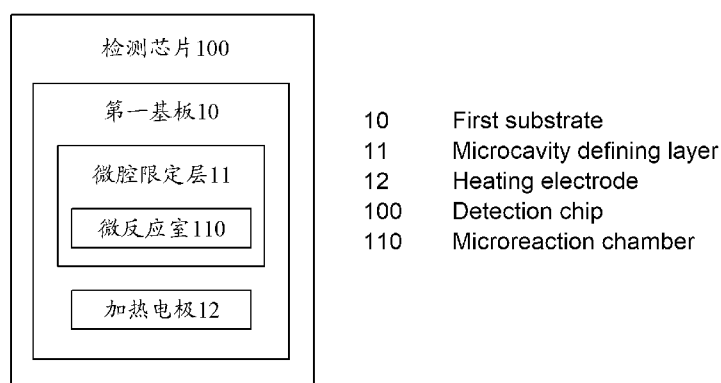 检测芯片100
第一基板10
微腔限定层11
微反应室110
加热电极12
10 First substrate
11 Microcavity defining layer
12 Heating electrode
100 Detection chip
110 Microreaction chamber